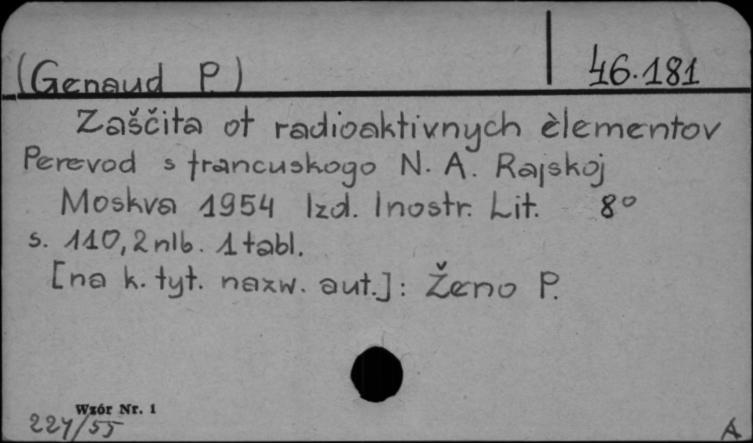 (Genaud P.) 46.181
Zaščita ot radioaktivnych èlementov
Perevod s francuskogo N. A. Rajskoj
Moskva 1954 Izd. Inostr. Lit. 8°
s. 110, 2 nlb. 1 tabl.
[na k. tyt. nazw. aut.]: Ženo P.
Wzór Nr. 1
227/55 A